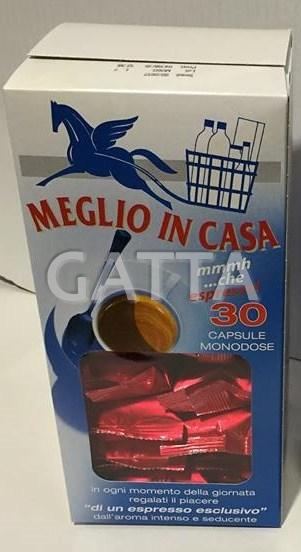 MEGLIO IN CASA
GATTA
mmmh
...che
espresso!
30
CAPSULE
MONODOSE
in ogni momento della giornata
regalati il piacere
"di un espresso esclusivo"
dall'aroma intenso e seducente